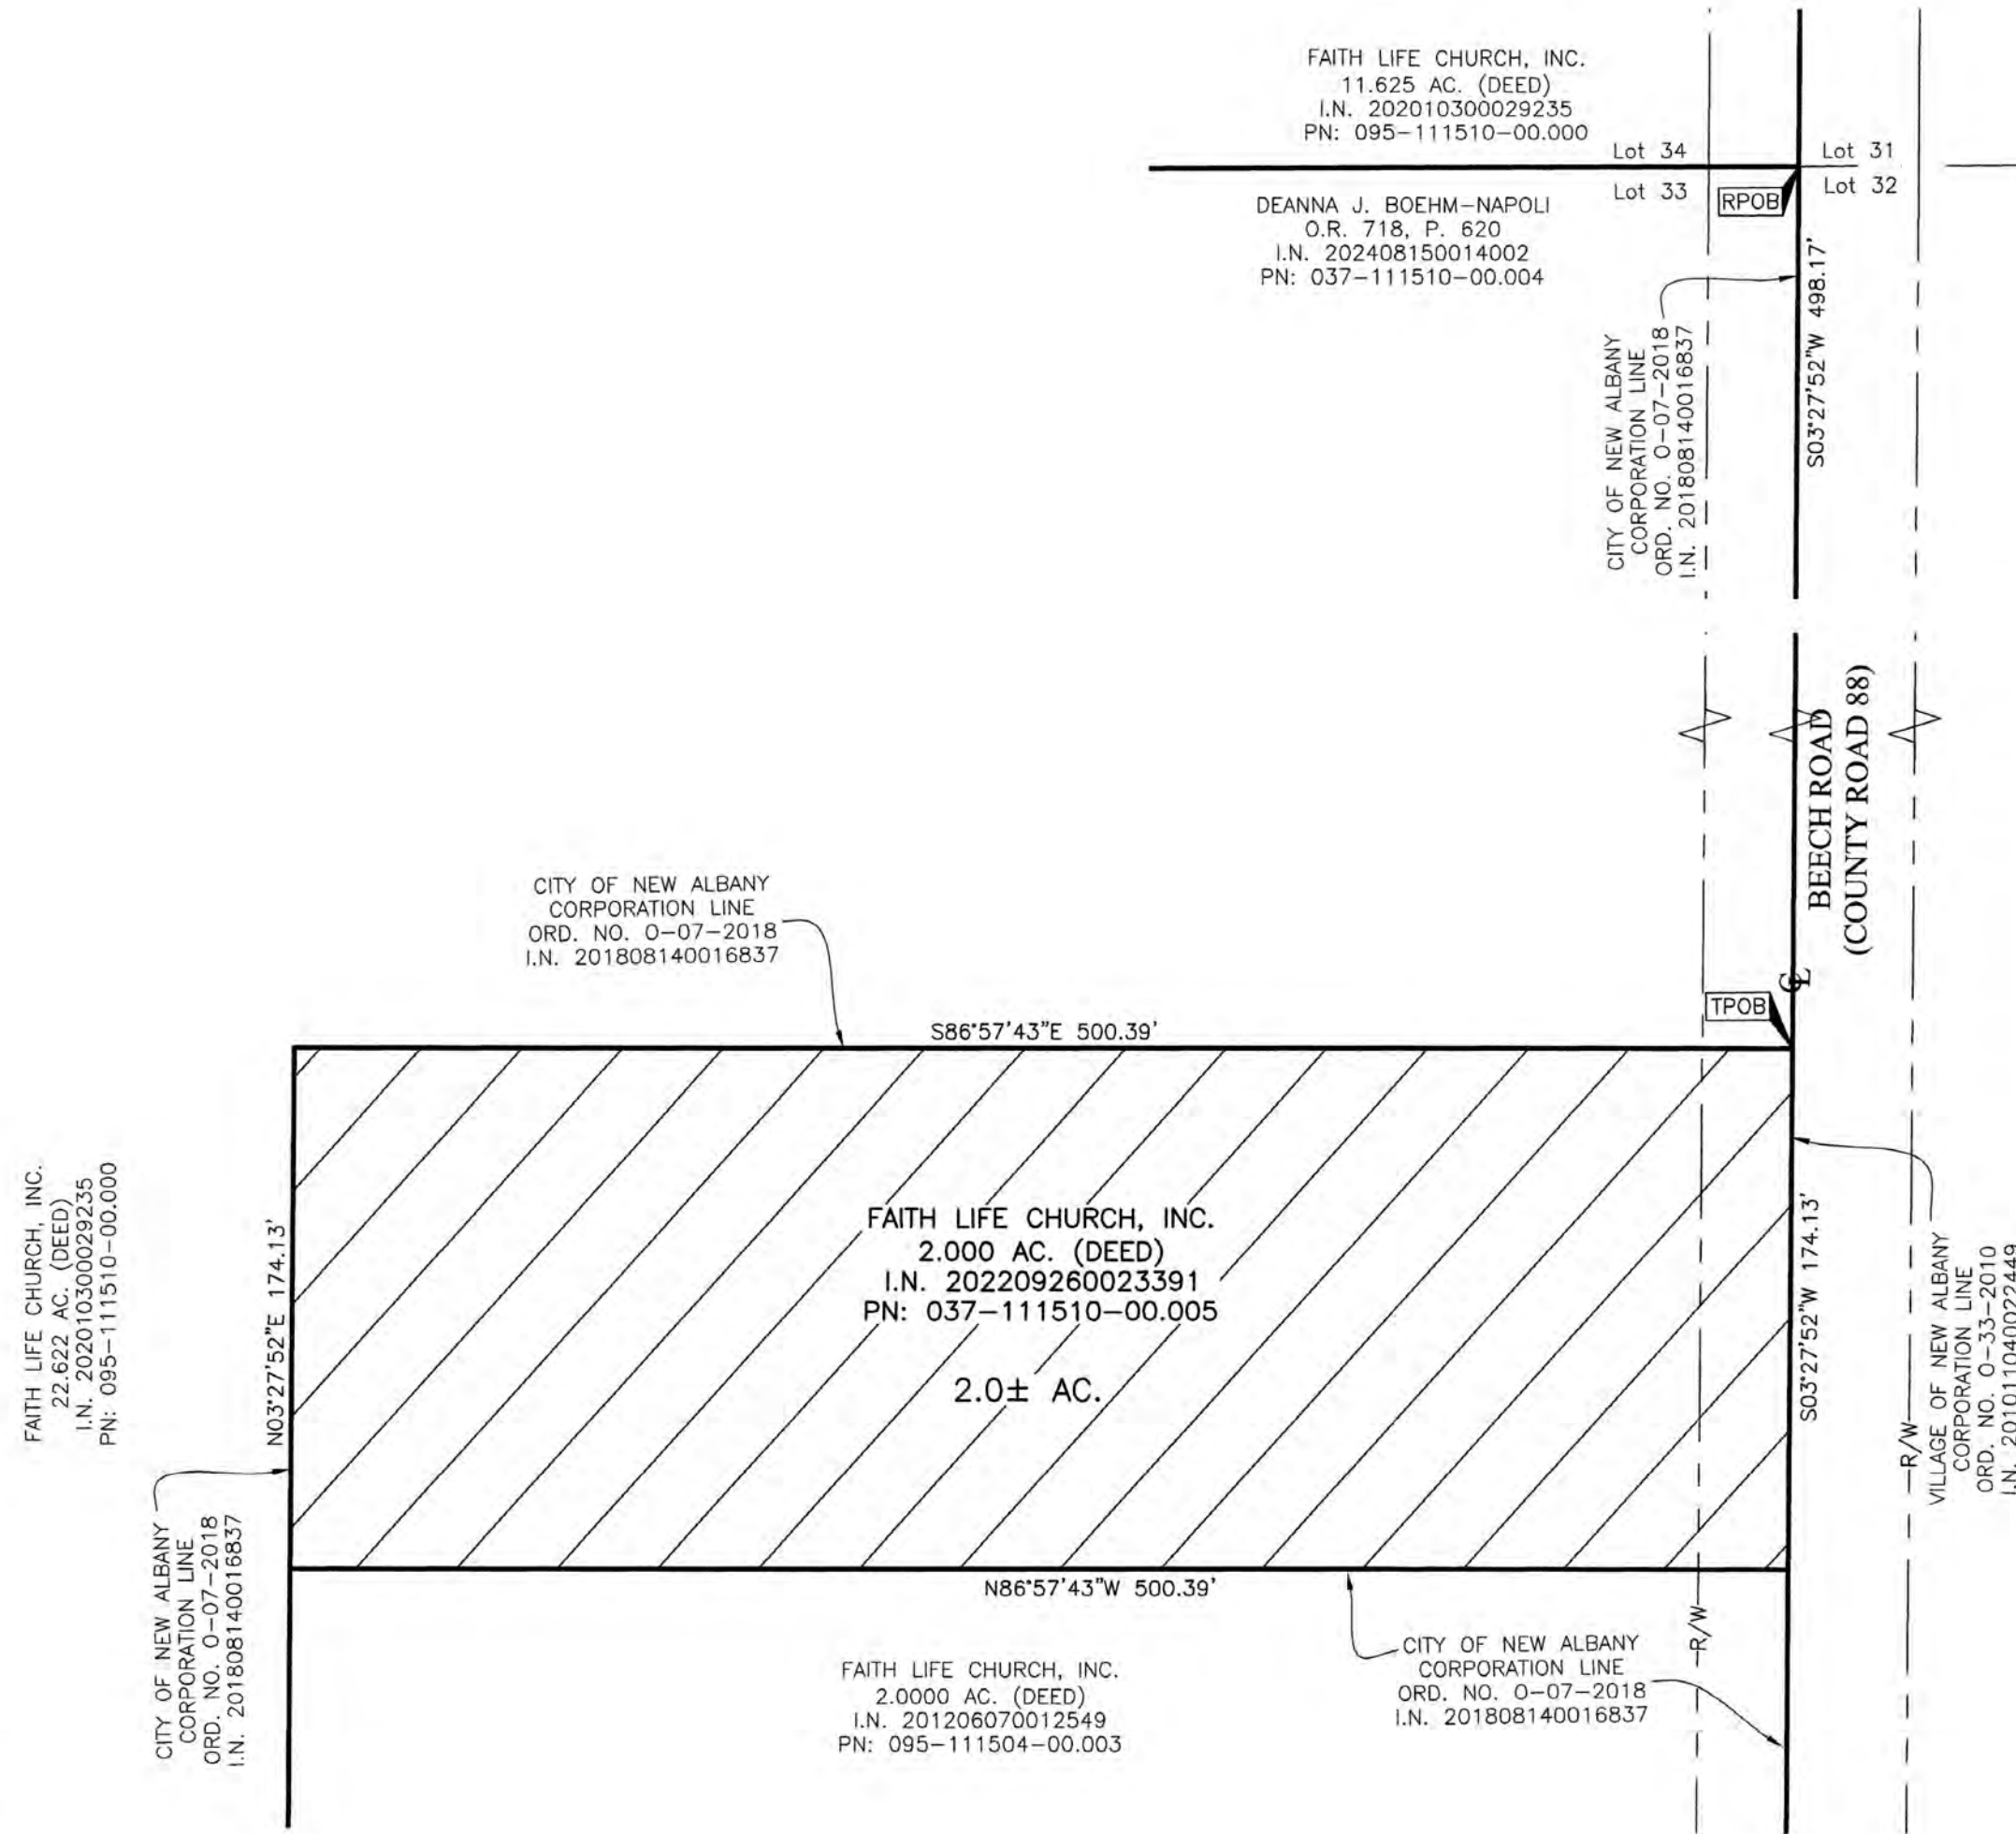 FAITH LIFE CHURCH, INC.
11.625 AC. (DEED)
I.N. 202010300029235
PN: 095-111510-00.000
Lot 34
Lot 31
Lot 33
Lot 32
RPOB
DEANNA J. BOEHM-NAPOLI
O.R. 718, P. 620
I.N. 202408150014002
PN: 037-111510-00.004
S03°27'52"W 498.17'
CITY OF NEW ALBANY
CORPORATION LINE
ORD. NO. O-07-2018
I.N. 201808140016837
BEECH ROAD
(COUNTY ROAD 88)
CITY OF NEW ALBANY
CORPORATION LINE
ORD. NO. O-07-2018
I.N. 201808140016837
TPOB
S86°57'43"E 500.39'
FAITH LIFE CHURCH, INC.
22.622 AC. (DEED)
I.N. 202010300029235
PN: 095-111510-00.000
N03°27'52"E 174.13'
FAITH LIFE CHURCH, INC.
2.000 AC. (DEED)
I.N. 202209260023391
PN: 037-111510-00.005
2.0± AC.
S03°27'52"W 174.13'
R/W
VILLAGE OF NEW ALBANY
CORPORATION LINE
ORD. NO. O-33-2010
I.N. 201011040022449
CITY OF NEW ALBANY
CORPORATION LINE
ORD. NO. O-07-2018
I.N. 201808140016837
N86°57'43"W 500.39'
R/W
FAITH LIFE CHURCH, INC.
2.0000 AC. (DEED)
I.N. 201206070012549
PN: 095-111504-00.003
CITY OF NEW ALBANY
CORPORATION LINE
ORD. NO. O-07-2018
I.N. 201808140016837